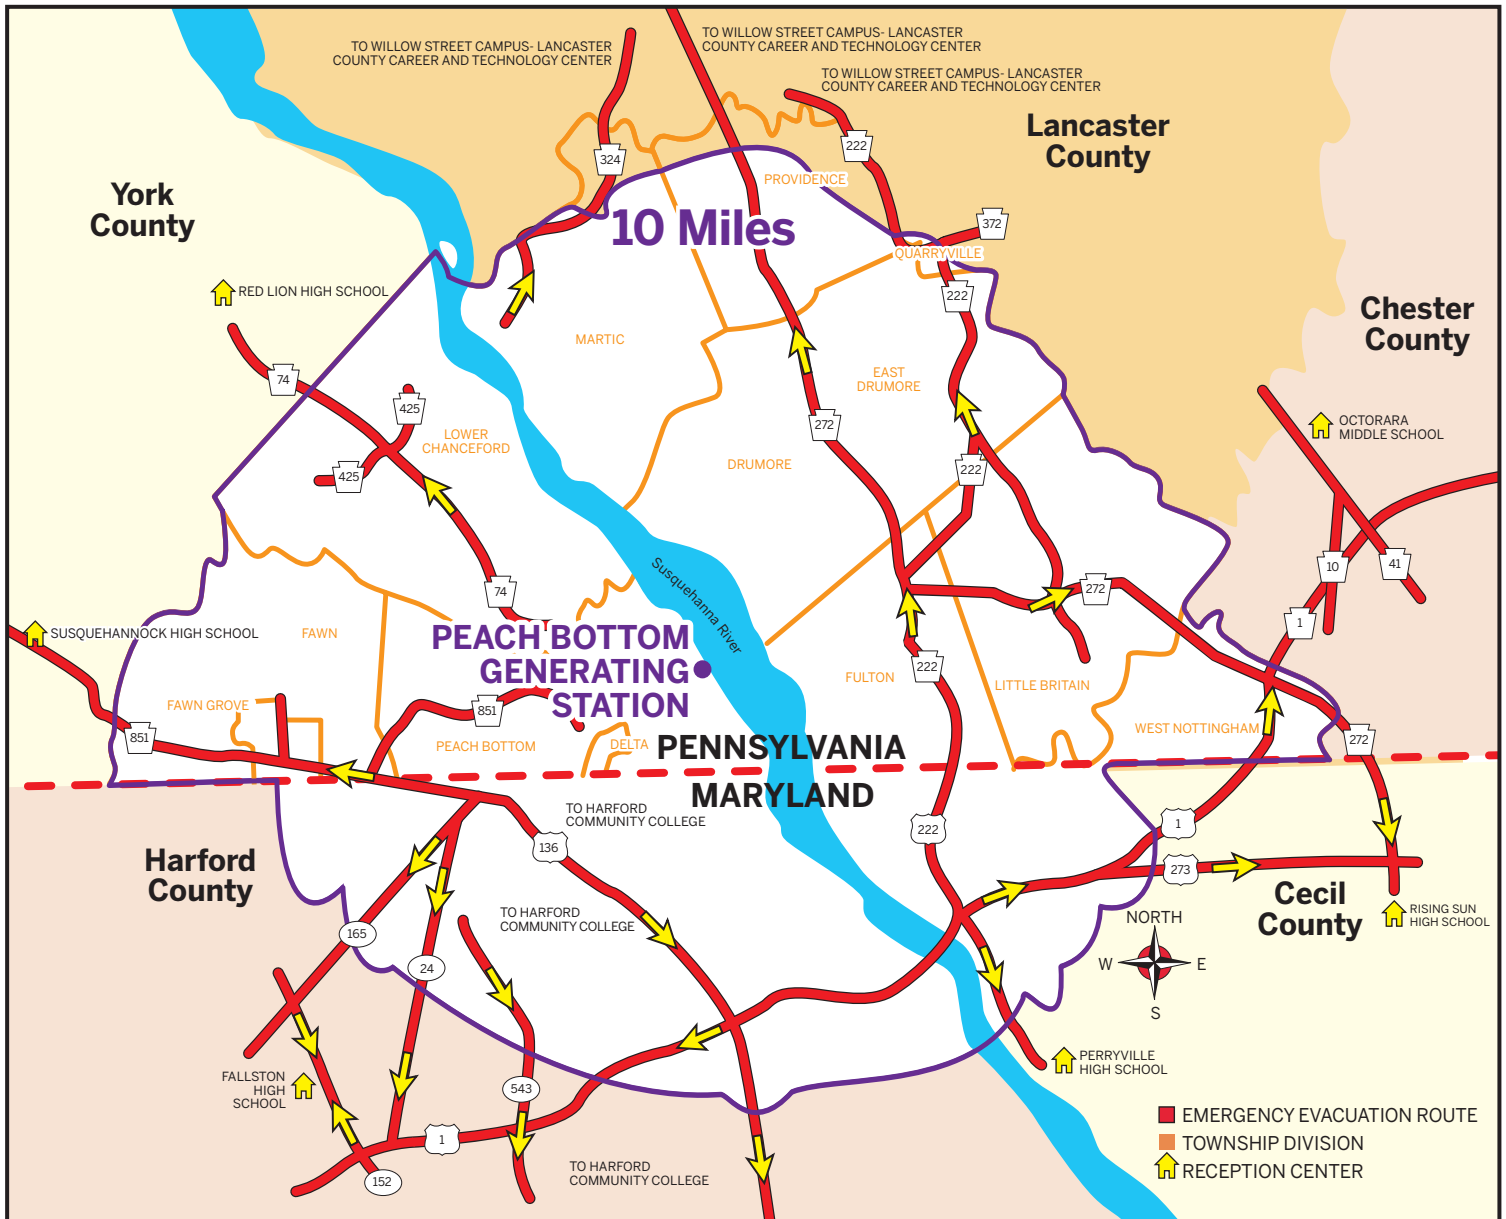 TO WILLOW STREET CAMPUS- LANCASTER
COUNTY CAREER AND TECHNOLOGY CENTER
TO WILLOW STREET CAMPUS- LANCASTER
COUNTY CAREER AND TECHNOLOGY CENTER
TO WILLOW STREET CAMPUS- LANCASTER
COUNTY CAREER AND TECHNOLOGY CENTER
Lancaster
County
222
324
PROVIDENCE
York
County
10 Miles
372
QUARRYVILLE
RED LION HIGH SCHOOL
222
Chester
County
MARTIC
74
EAST
DRUMORE
425
272
OCTORARA
MIDDLE SCHOOL
LOWER
CHANCEFORD
DRUMORE
222
425
10
41
74
272
Susquehanna River
SUSQUEHANNOCK HIGH SCHOOL
FAWN
1
PEACH BOTTOM
GENERATING
STATION
222
FULTON
LITTLE BRITAIN
FAWN GROVE
851
WEST NOTTINGHAM
851
272
PEACH BOTTOM
DELTA
PENNSYLVANIA
MARYLAND
TO HARFORD
COMMUNITY COLLEGE
222
1
136
Harford
County
273
Cecil
County
TO HARFORD
COMMUNITY COLLEGE
RISING SUN
HIGH SCHOOL
NORTH
W
E
S
165
24
PERRYVILLE
HIGH SCHOOL
FALLSTON
HIGH
SCHOOL
543
1
152
TO HARFORD
COMMUNITY COLLEGE
EMERGENCY EVACUATION ROUTE
TOWNSHIP DIVISION
RECEPTION CENTER